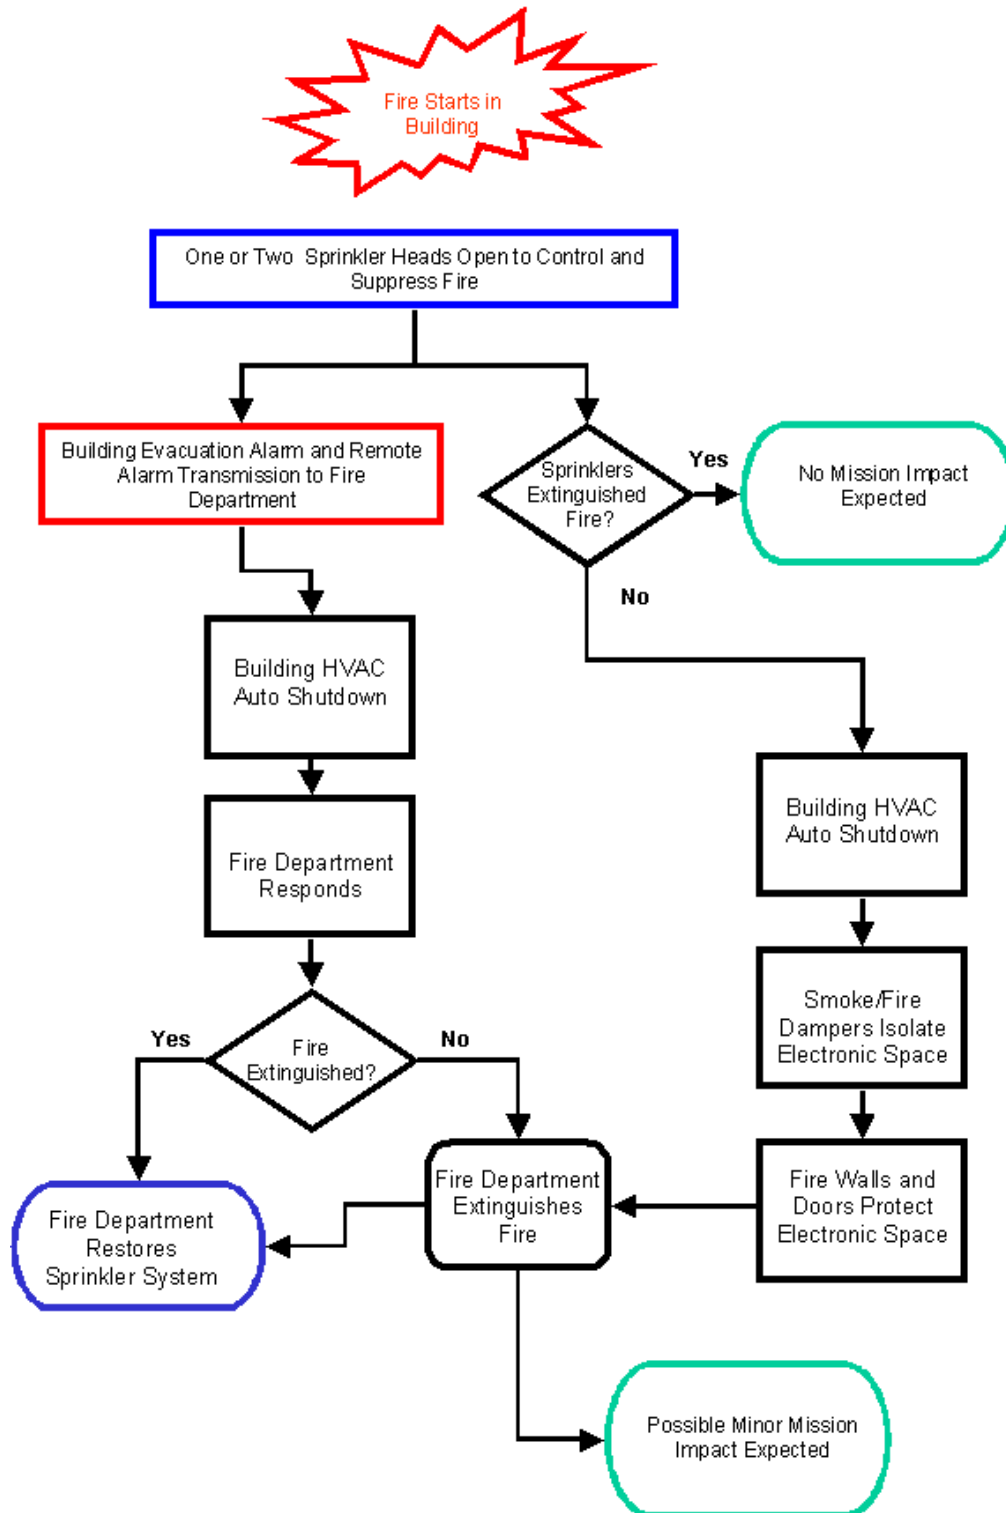 Fire Starts in
Building
One or Two Sprinkler Heads Open to Control and
Suppress Fire
Building Evacuation Alarm and Remote
Alarm Transmission to Fire
Department
Sprinklers
Extinguished
Fire?
Yes
No Mission Impact
Expected
No
Building HVAC
Auto Shutdown
Building HVAC
Auto Shutdown
Fire Department
Responds
Smoke/Fire
Dampers Isolate
Electronic Space
Yes
Fire
Extinguished?
No
Fire Department
Restores
Sprinkler System
Fire Department
Extinguishes
Fire
Fire Walls and
Doors Protect
Electronic Space
Possible Minor Mission
Impact Expected